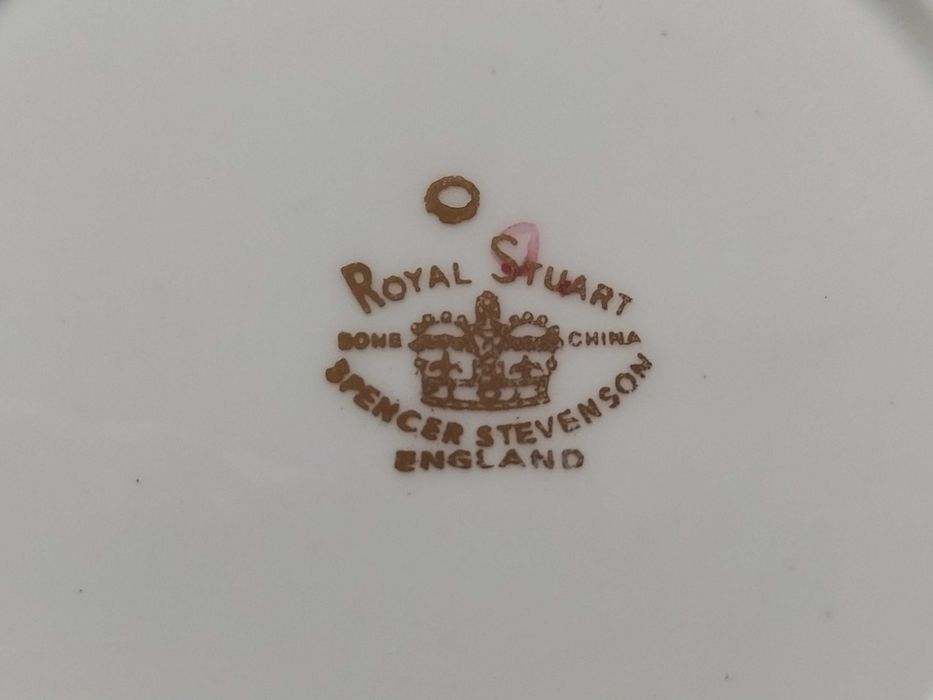 ROYAL STUART
BONE CHINA
SPENCER STEVENSON
ENGLAND